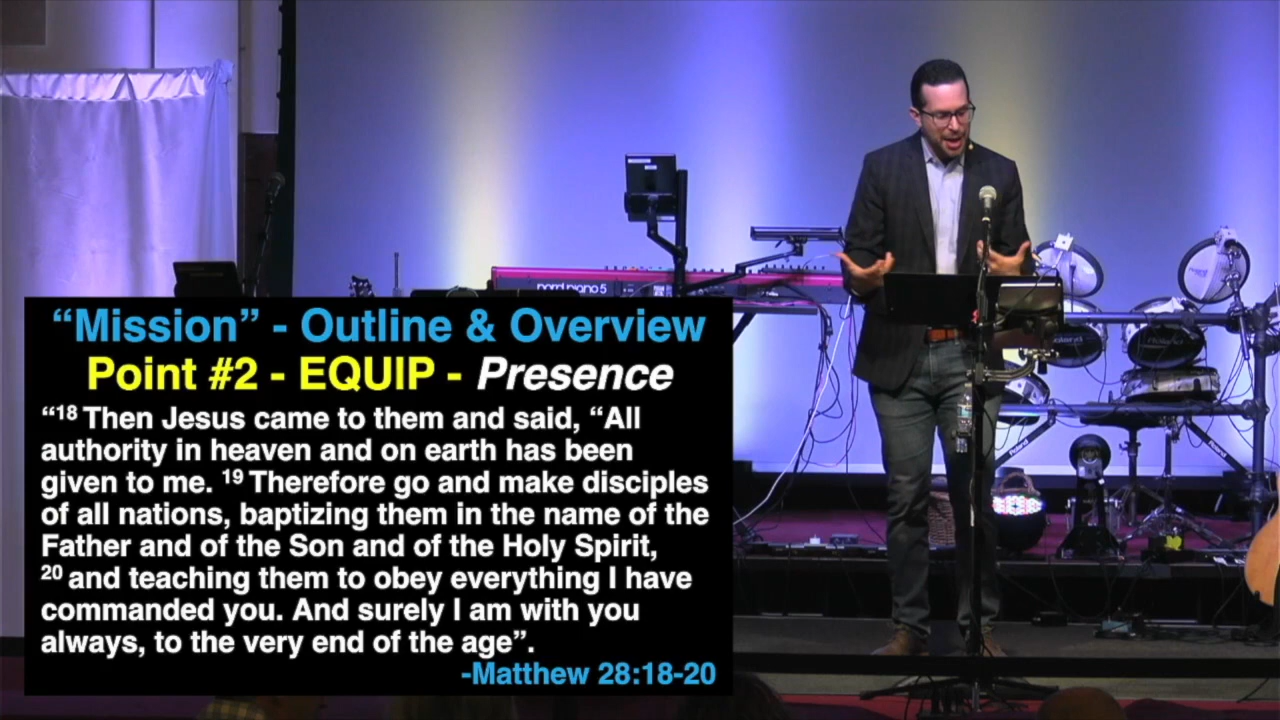 nord piano 5
Roland
Roland
Roland
Roland
“Mission” - Outline & Overview
Point #2 - EQUIP - Presence
“18 Then Jesus came to them and said, “All
authority in heaven and on earth has been
given to me. 19 Therefore go and make disciples
of all nations, baptizing them in the name of the
Father and of the Son and of the Holy Spirit,
20 and teaching them to obey everything I have
commanded you. And surely I am with you
always, to the very end of the age”.
-Matthew 28:18-20